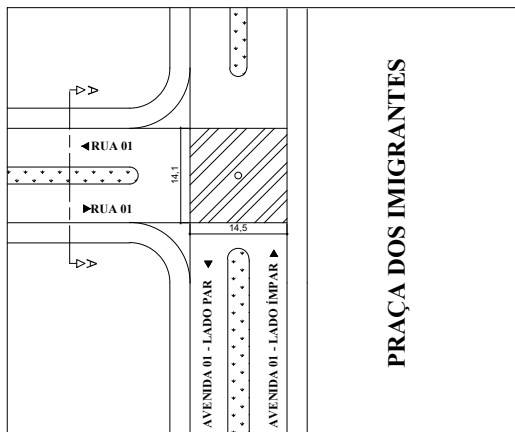 A
RUA 01
RUA 01
A
14,1
14,5
AVENIDA 01 - LADO PAR
AVENIDA 01 - LADO ÍMPAR
PRAÇA DOS IMIGRANTES